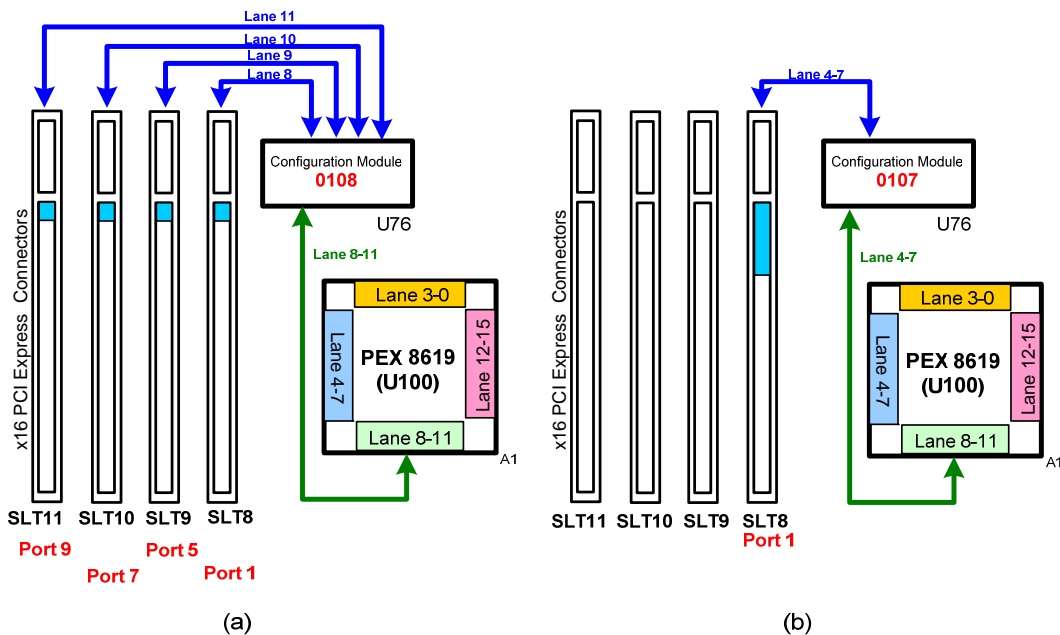 Lane 11
Lane 10
Lane 9
Lane 8
Configuration Module
0108
U76
Lane 8-11
x16 PCI Express Connectors
Lane 3-0
Lane 4-7
PEX 8619
(U100)
Lane 12-15
Lane 8-11
A1
SLT11
SLT10
SLT9
SLT8
Port 9
Port 7
Port 5
Port 1
(a)
Lane 4-7
Configuration Module
0107
U76
Lane 4-7
x16 PCI Express Connectors
Lane 3-0
Lane 4-7
PEX 8619
(U100)
Lane 12-15
Lane 8-11
A1
SLT11
SLT10
SLT9
SLT8
Port 1
(b)